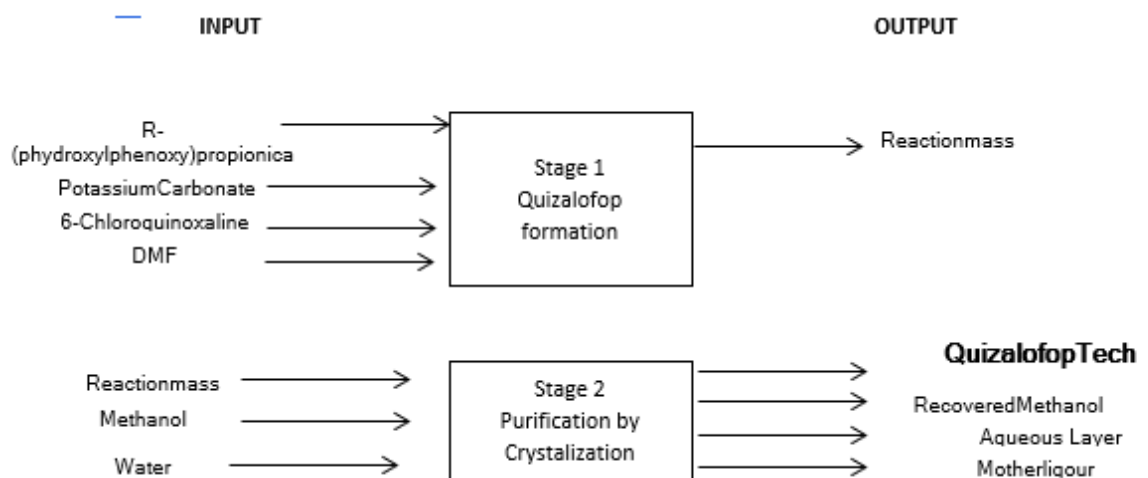 INPUT
OUTPUT
R-
(phydroxylphenoxy)propionica
PotassiumCarbonate
6-Chloroquinoxaline
DMF
Stage 1
Quizalofop
formation
Reactionmass
Reactionmass
Methanol
Water
Stage 2
Purification by
Crystalization
QuizalofopTech
RecoveredMethanol
Aqueous Layer
Motherliqour